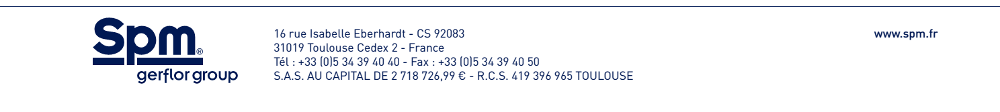 Spm®
gerflor group
16 rue Isabelle Eberhardt - CS 92083
31019 Toulouse Cedex 2 - France
Tél : +33 (0)5 34 39 40 40 - Fax : +33 (0)5 34 39 40 50
S.A.S. AU CAPITAL DE 2 718 726,99 € - R.C.S. 419 396 965 TOULOUSE
www.spm.fr